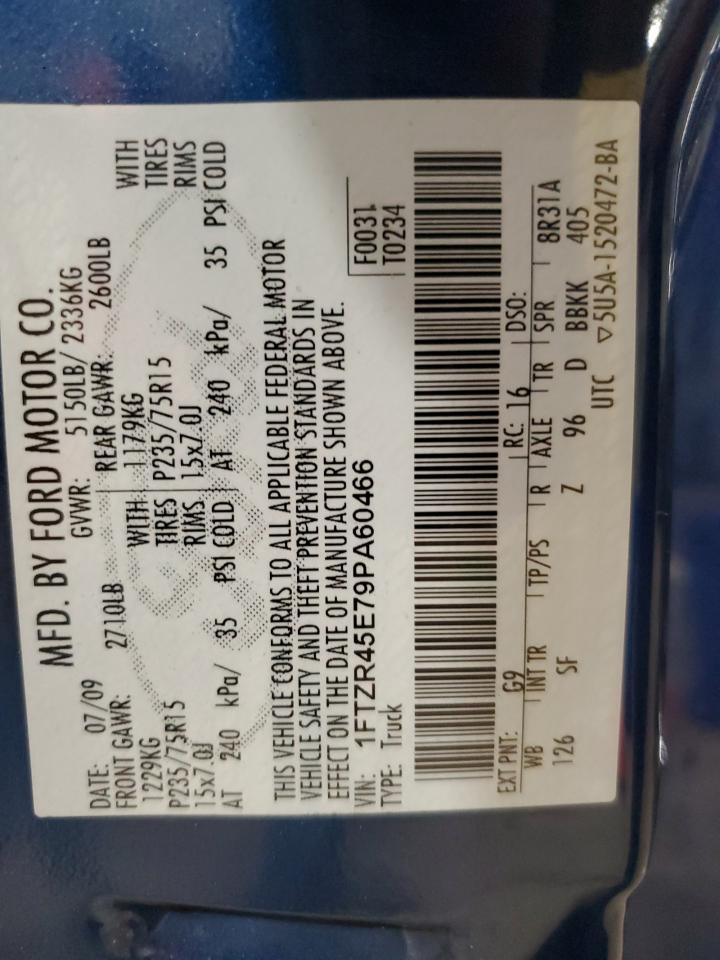 MFD. BY FORD MOTOR CO.
DATE: 07/09 GVWR: 5150LB/ 2336KG
FRONT GAWR: 2710LB REAR GAWR: 2600LB
1229KG WITH 1179KG WITH
P235/75R15 TIRES P235/75R15 TIRES
15x7.0J RIMS 15x7.0J RIMS
AT 240 kPa/ 35 PSI COLD AT 240 kPa/ 35 PSI COLD
THIS VEHICLE CONFORMS TO ALL APPLICABLE FEDERAL MOTOR
VEHICLE SAFETY AND THEFT PREVENTION STANDARDS IN
EFFECT ON THE DATE OF MANUFACTURE SHOWN ABOVE.
VIN: 1FTZR45E79PA60466 F0031
TYPE: Truck T0234
EXT PNT: G9 RC: 16 DSO:
WB INT TR TP/PS R AXLE TR SPR 8R31A
126 SF Z 96 D BBKK 405
UTC ▽5U5A-1520472-BA